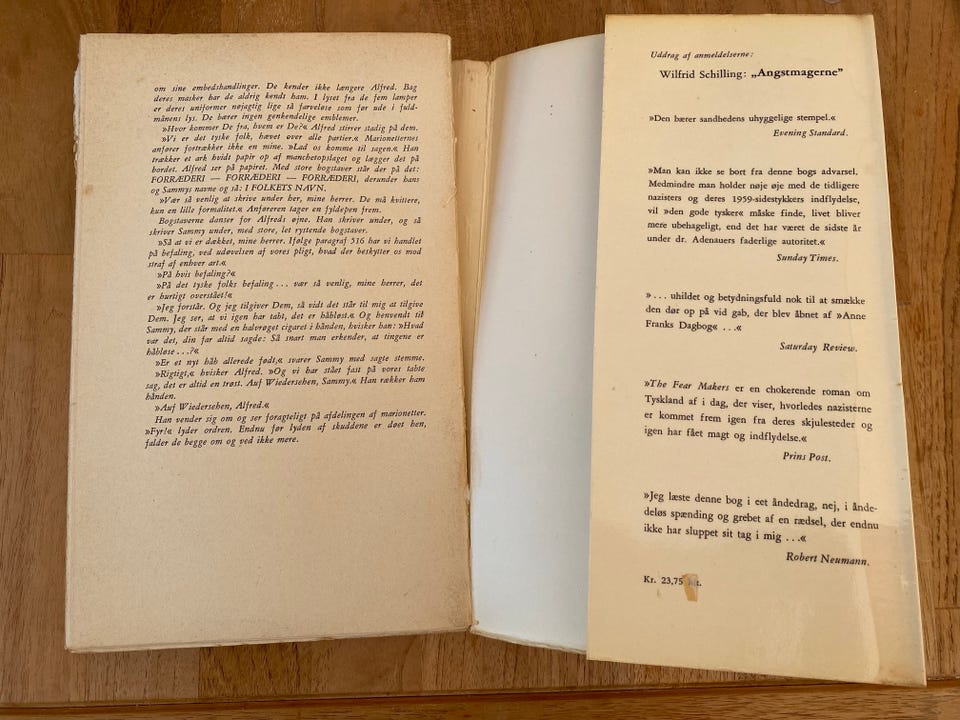 om sine embedshandlinger. De kender ikke længere Alfred. Bag
deres masker har de aldrig kendt ham. I lyset fra de fem lamper
er deres uniformer nøjagtig lige så farveløse som før ude i fuld-
månens lys. De bærer ingen genkendelige emblemer.
»Hvor kommer De fra, hvem er De?« Alfred stirrer stadig på dem.
»Vi er det tyske folk, hævet over alle partier.« Marionetternes
anfører fortrækker ikke en mine. »Lad os komme til sagen.« Han
trækker et ark hvidt papir op af manchetopslaget og lægger det på
bordet. Alfred ser på papiret. Med store bogstaver står der på det:
FORRÆDERI — FORRÆDERI — FORRÆDERI, derunder hans
og Sammys navne og så: I FOLKETS NAVN.
»Vær så venlig at skrive under her, mine herrer. De må kvittere,
kun en lille formalitet.« Anføreren tager en fyldepen frem.
Bogstaverne danser for Alfreds øjne. Han skriver under, og så
skriver Sammy under, med store, let rystende bogstaver.
»Så at vi er dækket, mine herrer. Ifølge paragraf 516 har vi handlet
på befaling, ved udøvelsen af vores pligt, hvad der beskytter os mod
straf af enhver art.«
»På hvis befaling?«
»På det tyske folks befaling... vær så venlig, mine herrer, det
er hurtigt overstået!«
»Jeg forstår. Og jeg tilgiver Dem, så vidt det står til mig at tilgive
Dem. Jeg ser, at vi igen har tabt, det er håbløst.« Og henvendt til
Sammy, der står med en halvrøget cigaret i hånden, hvisker han: »Hvad
var det, din far altid sagde: Så snart man erkender, at tingene er
håbløse...?«
»Er et nyt håb allerede født,« svarer Sammy med sagte stemme.
»Rigtigt,« hvisker Alfred. »Og vi har stået fast på vores tabte
sag, det er altid en trøst. Auf Wiedersehen, Sammy.« Han rækker ham
hånden.
»Auf Wiedersehen, Alfred.«
Han vender sig om og ser foragteligt på afdelingen af marionetter.
»Fyr!« lyder ordren. Endnu før lyden af skuddene er døet hen,
falder de begge om og ved ikke mere.
Uddrag af anmeldelserne:
Wilfrid Schilling: „Angstmagerne”
»Den bærer sandhedens uhyggelige stempel.«
Evening Standard.
»Man kan ikke se bort fra denne bogs advarsel.
Medmindre man holder nøje øje med de tidligere
nazisters og deres 1959-sidestykkers indflydelse,
vil »den gode tysker« måske finde, livet bliver
mere ubehageligt, end det har været de sidste år
under dr. Adenauers faderlige autoritet.«
Sunday Times.
»... uhildet og betydningsfuld nok til at smække
den dør op på vid gab, der blev åbnet af »Anne
Franks Dagbog« ...«
Saturday Review.
»The Fear Makers er en chokerende roman om
Tyskland af i dag, der viser, hvorledes nazisterne
er kommet frem igen fra deres skjulesteder og
igen har fået magt og indflydelse.«
Prins Post.
»Jeg læste denne bog i eet åndedrag, nej, i ånde-
deløs spænding og grebet af en rædsel, der endnu
ikke har sluppet sit tag i mig ...«
Robert Neumann.
Kr. 23,75